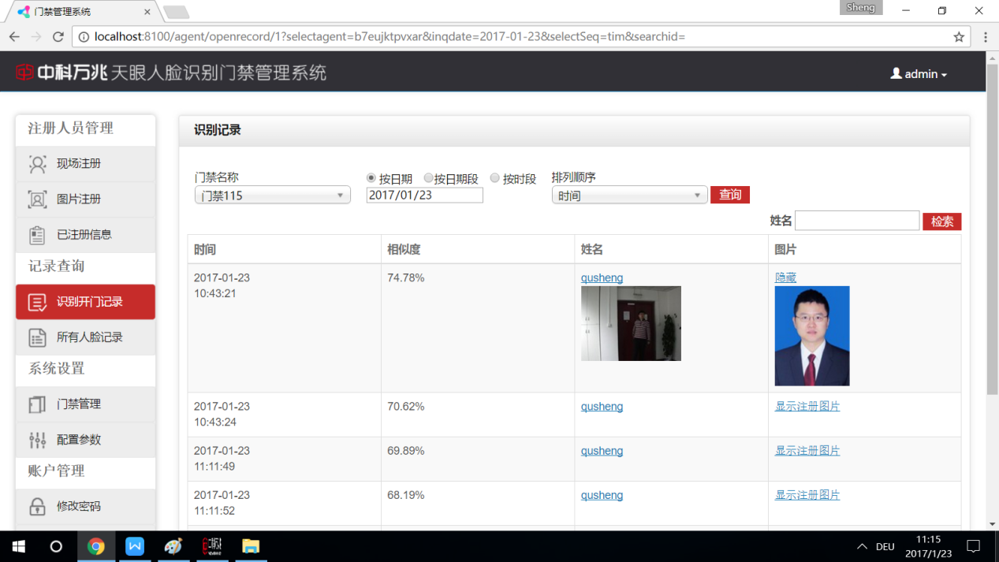 门禁管理系统
Sheng
localhost:8100/agent/openrecord/1?selectagent=b7eujktpvxar&inqdate=2017-01-23&selectSeq=tim&searchid=
中科万兆 天眼人脸识别门禁管理系统
admin
注册人员管理
现场注册
图片注册
已注册信息
记录查询
识别开门记录
所有人脸记录
系统设置
门禁管理
配置参数
账户管理
修改密码
识别记录
门禁名称
按日期 按日期段 按时段
排列顺序
门禁115
2017/01/23
时间
查询
姓名
检索
时间 相似度 姓名 图片
2017-01-23
10:43:21
74.78%
qusheng
隐藏
2017-01-23
10:43:24
70.62%
qusheng
显示注册图片
2017-01-23
11:11:49
69.89%
qusheng
显示注册图片
2017-01-23
11:11:52
68.19%
qusheng
显示注册图片
DEU
11:15
2017/1/23